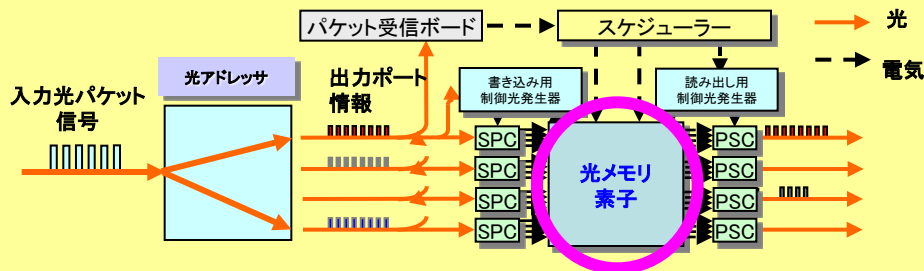 パケット受信ボード
スケジューラー
光
電気
光アドレッサ
出力ポート
情報
書き込み用
制御光発生器
読み出し用
制御光発生器
入力光パケット
信号
SPC
SPC
SPC
SPC
光メモリ
素子
PSC
PSC
PSC
PSC